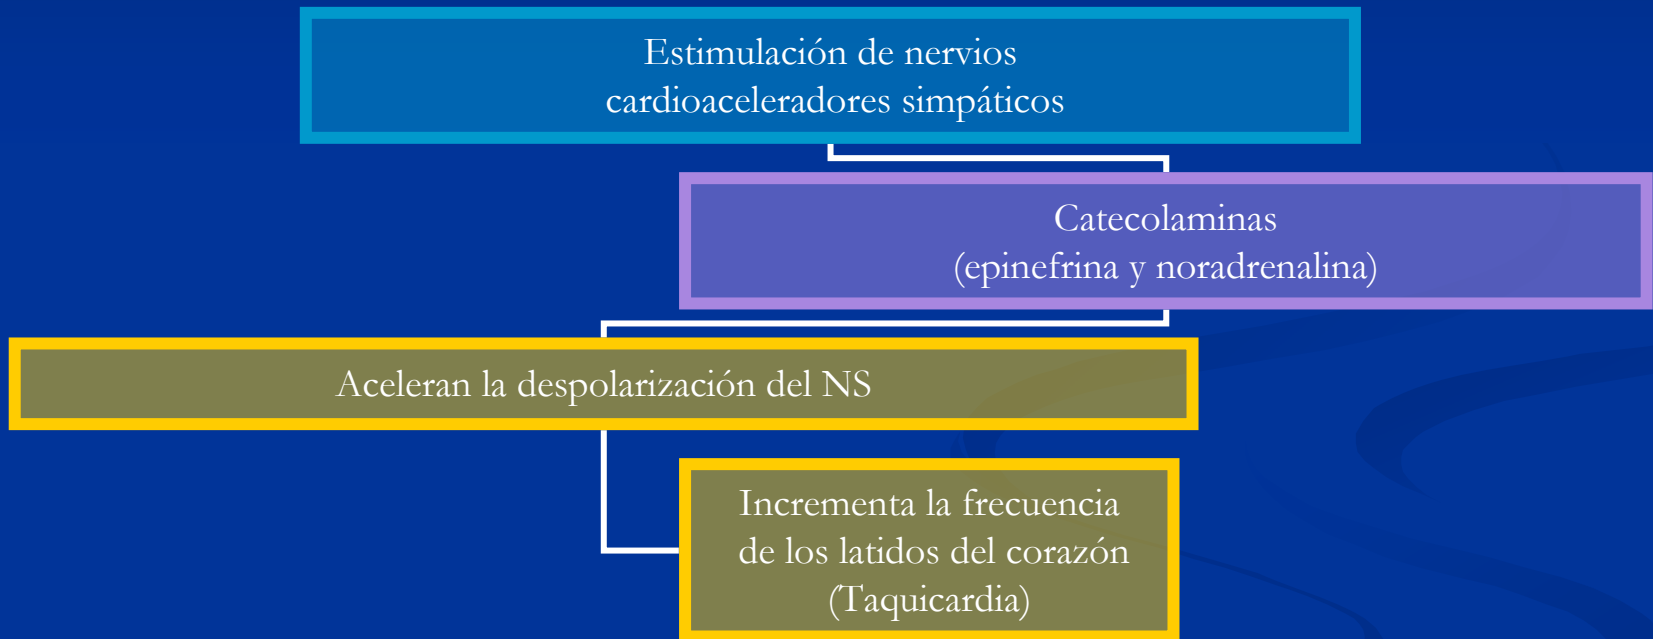 Estimulación de nervios
cardioaceleradores simpáticos
Catecolaminas
(epinefrina y noradrenalina)
Aceleran la despolarización del NS
Incrementa la frecuencia
de los latidos del corazón
(Taquicardia)